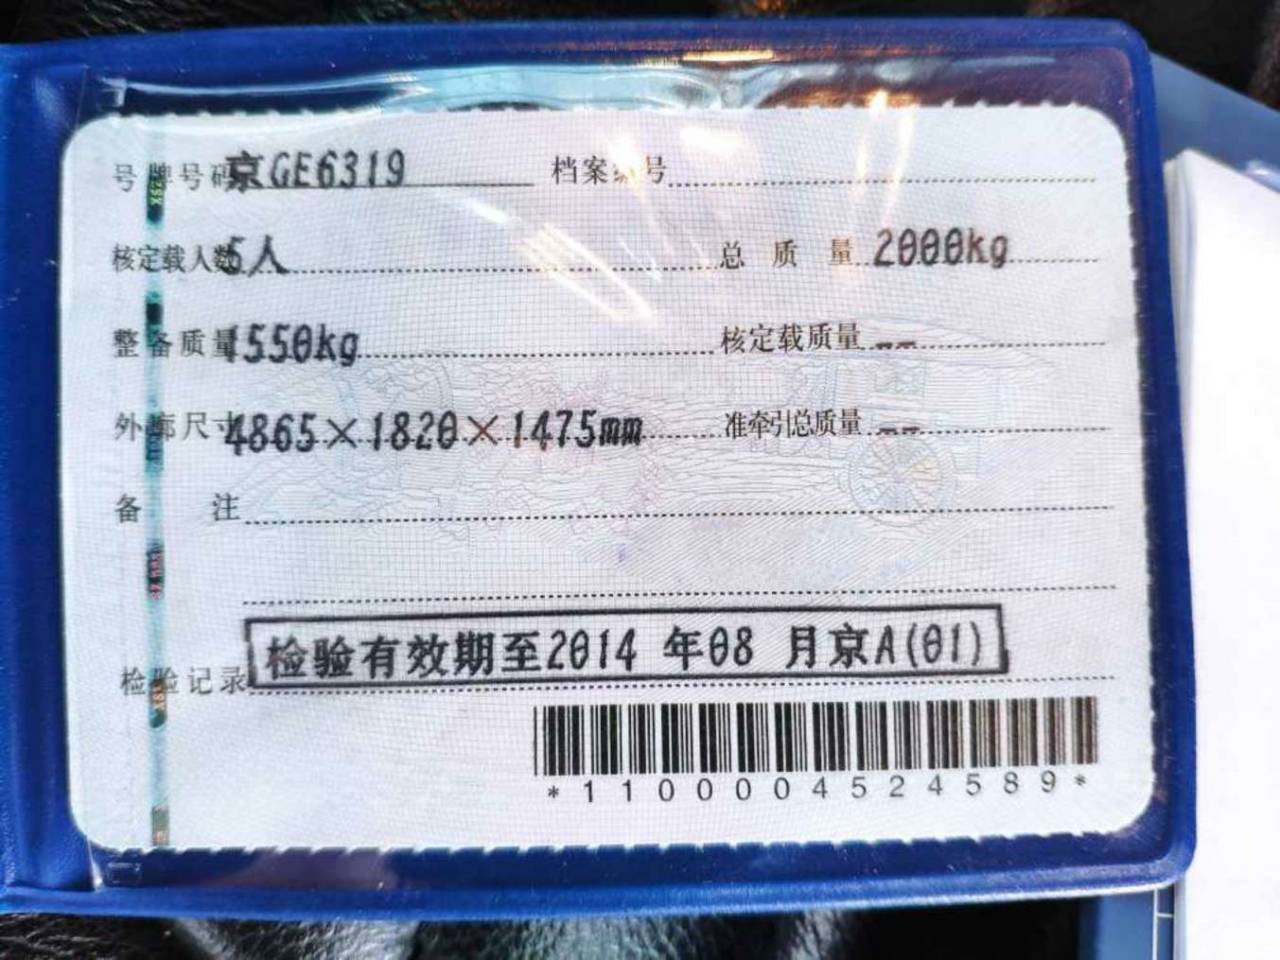 号牌号码 京GE6319 档案编号
核定载人数 5人 总质量 2000kg
整备质量 1550kg 核定载质量 --
外廓尺寸 4865×1820×1475mm 准牵引总质量 --
备注
检验记录 检验有效期至2014 年08 月京A(01)
*1100004524589*